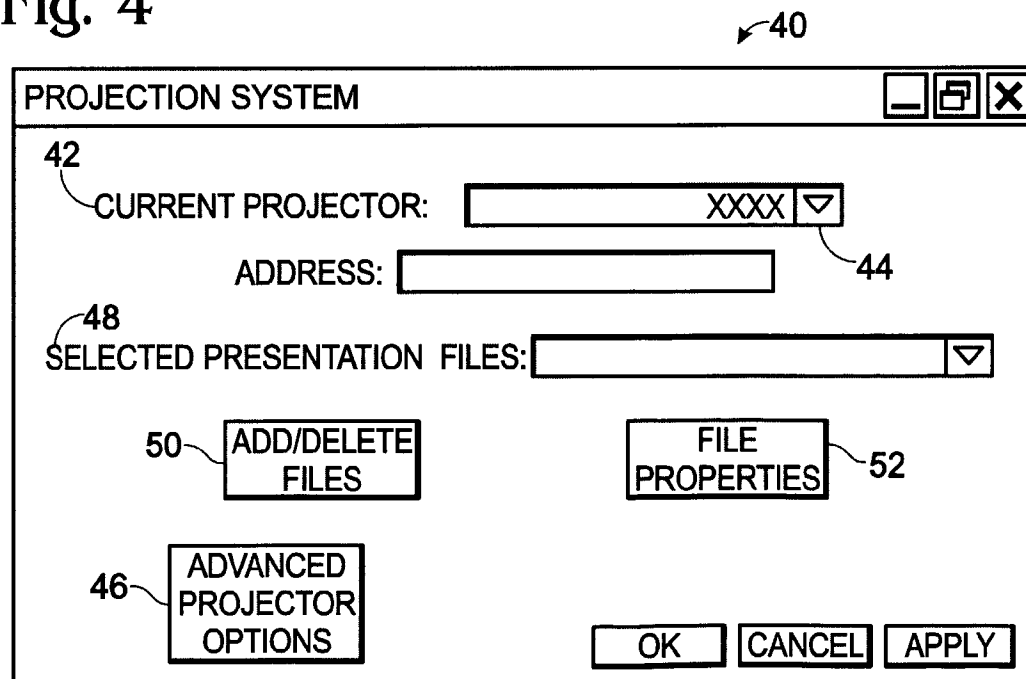 Fig. 4
40
PROJECTION SYSTEM
42
CURRENT PROJECTOR: XXXX
44
ADDRESS:
48
SELECTED PRESENTATION FILES:
50 ADD/DELETE FILES
FILE PROPERTIES 52
46 ADVANCED PROJECTOR OPTIONS
OK CANCEL APPLY